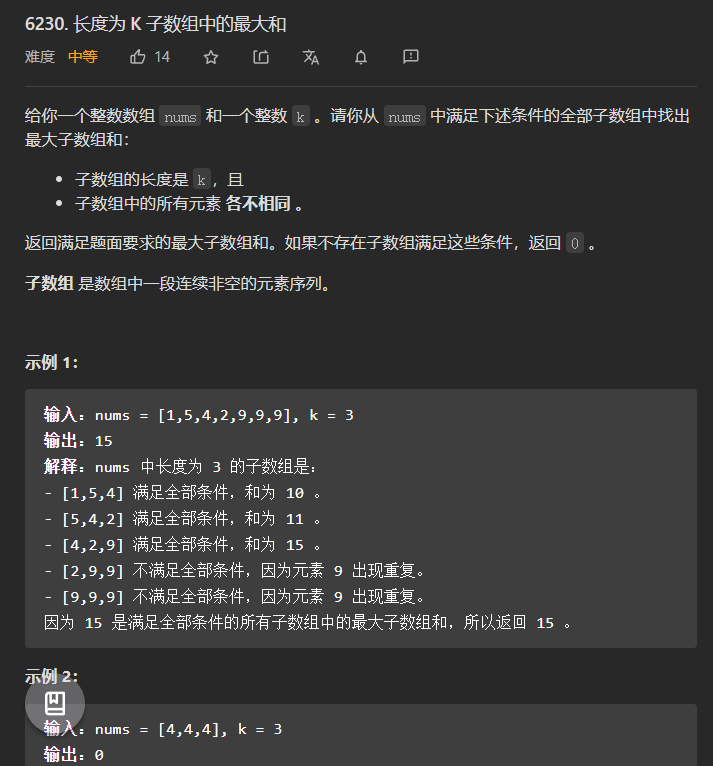 6230. 长度为 K 子数组中的最大和
难度 中等 14
给你一个整数数组 nums 和一个整数 k 。请你从 nums 中满足下述条件的全部子数组中找出
最大子数组和：
• 子数组的长度是 k，且
• 子数组中的所有元素 各不相同 。
返回满足题面要求的最大子数组和。如果不存在子数组满足这些条件，返回 0 。
子数组 是数组中一段连续非空的元素序列。
示例 1：
输入：nums = [1,5,4,2,9,9,9], k = 3
输出：15
解释：nums 中长度为 3 的子数组是：
- [1,5,4] 满足全部条件，和为 10 。
- [5,4,2] 满足全部条件，和为 11 。
- [4,2,9] 满足全部条件，和为 15 。
- [2,9,9] 不满足全部条件，因为元素 9 出现重复。
- [9,9,9] 不满足全部条件，因为元素 9 出现重复。
因为 15 是满足全部条件的所有子数组中的最大子数组和，所以返回 15 。
示例 2：
输入：nums = [4,4,4], k = 3
输出：0